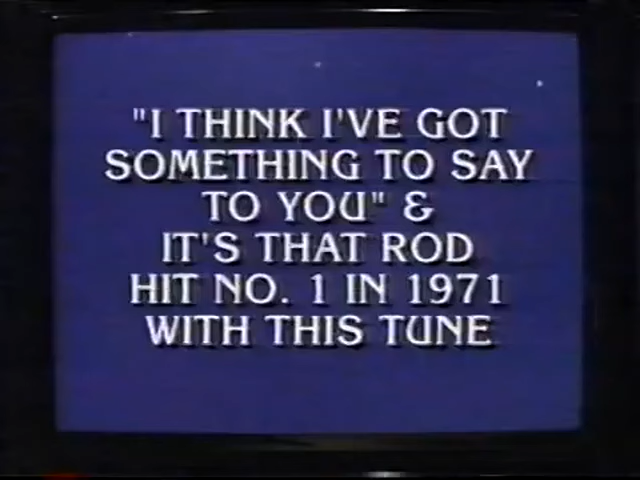 "I THINK I'VE GOT
SOMETHING TO SAY
TO YOU" &
IT'S THAT ROD
HIT NO. 1 IN 1971
WITH THIS TUNE